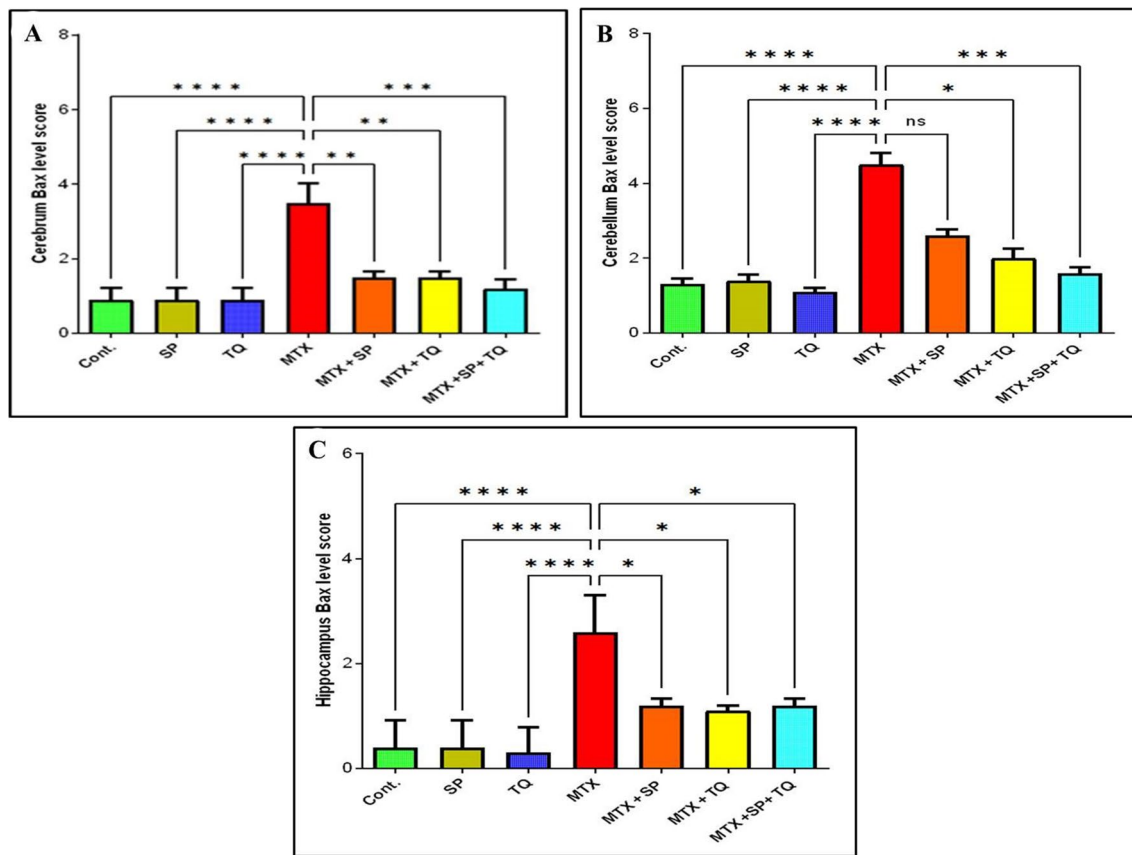 A
Cerebrum Bax level score
8
6
4
2
0
* * * *
* * *
* * * *
* *
* * * *
* *
Cont.
SP
TQ
MTX
MTX + SP
MTX + TQ
MTX +SP+ TQ
B
Cerebellum Bax level score
8
6
4
2
0
* * * *
* * *
* * * *
*
* * * *
ns
Cont.
SP
TQ
MTX
MTX + SP
MTX + TQ
MTX +SP+ TQ
C
Hippocampus Bax level score
6
4
2
0
* * * *
*
* * * *
*
* * * *
*
Cont.
SP
TQ
MTX
MTX + SP
MTX + TQ
MTX +SP+ TQ